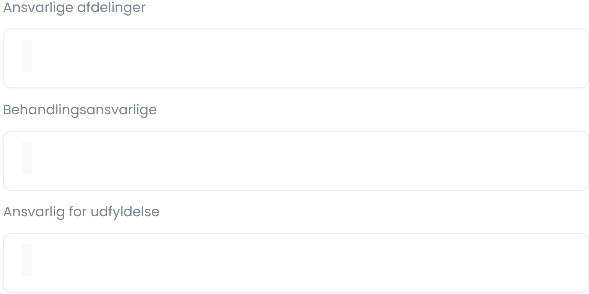 Ansvarlige afdelinger
Behandlingsansvarlige
Ansvarlig for udfyldelse